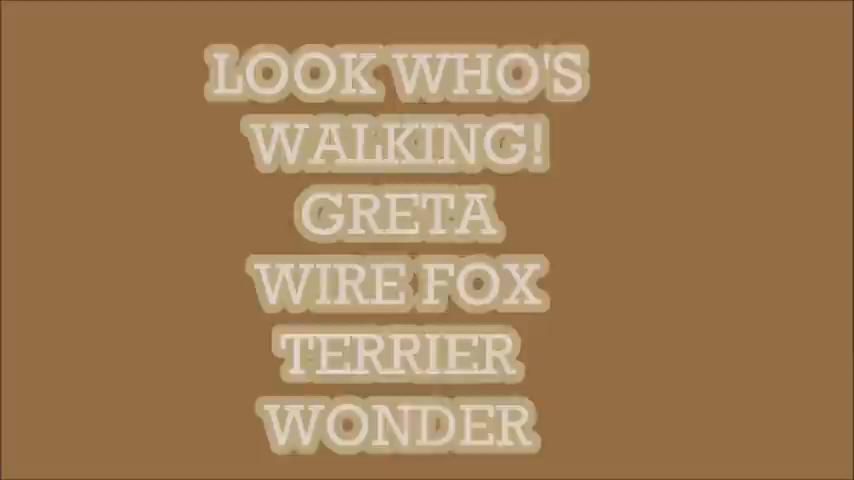 LOOK WHO'S
WALKING!
GRETA
WIRE FOX
TERRIER
WONDER